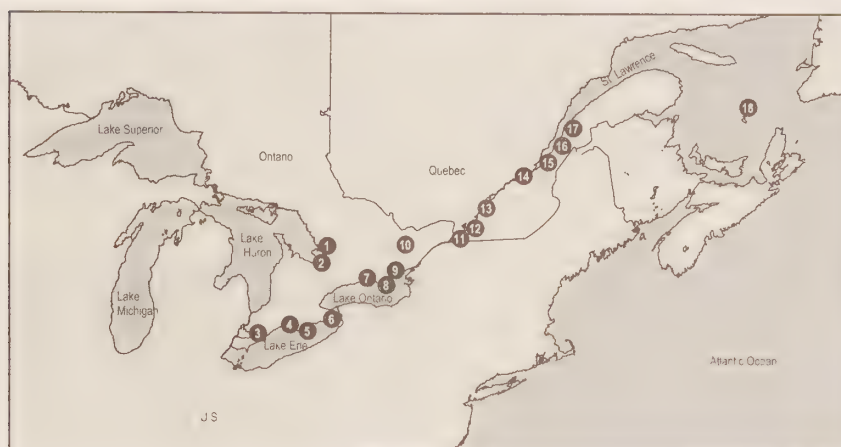 St. Lawrence
18
Lake Superior
17
Ontario
16
Quebec
15
14
13
10
12
11
1
Lake
Huron
2
9
7
8
Lake
Michigan
Lake Ontario
6
4
5
3
Lake Erie
Atlantic Ocean
U S